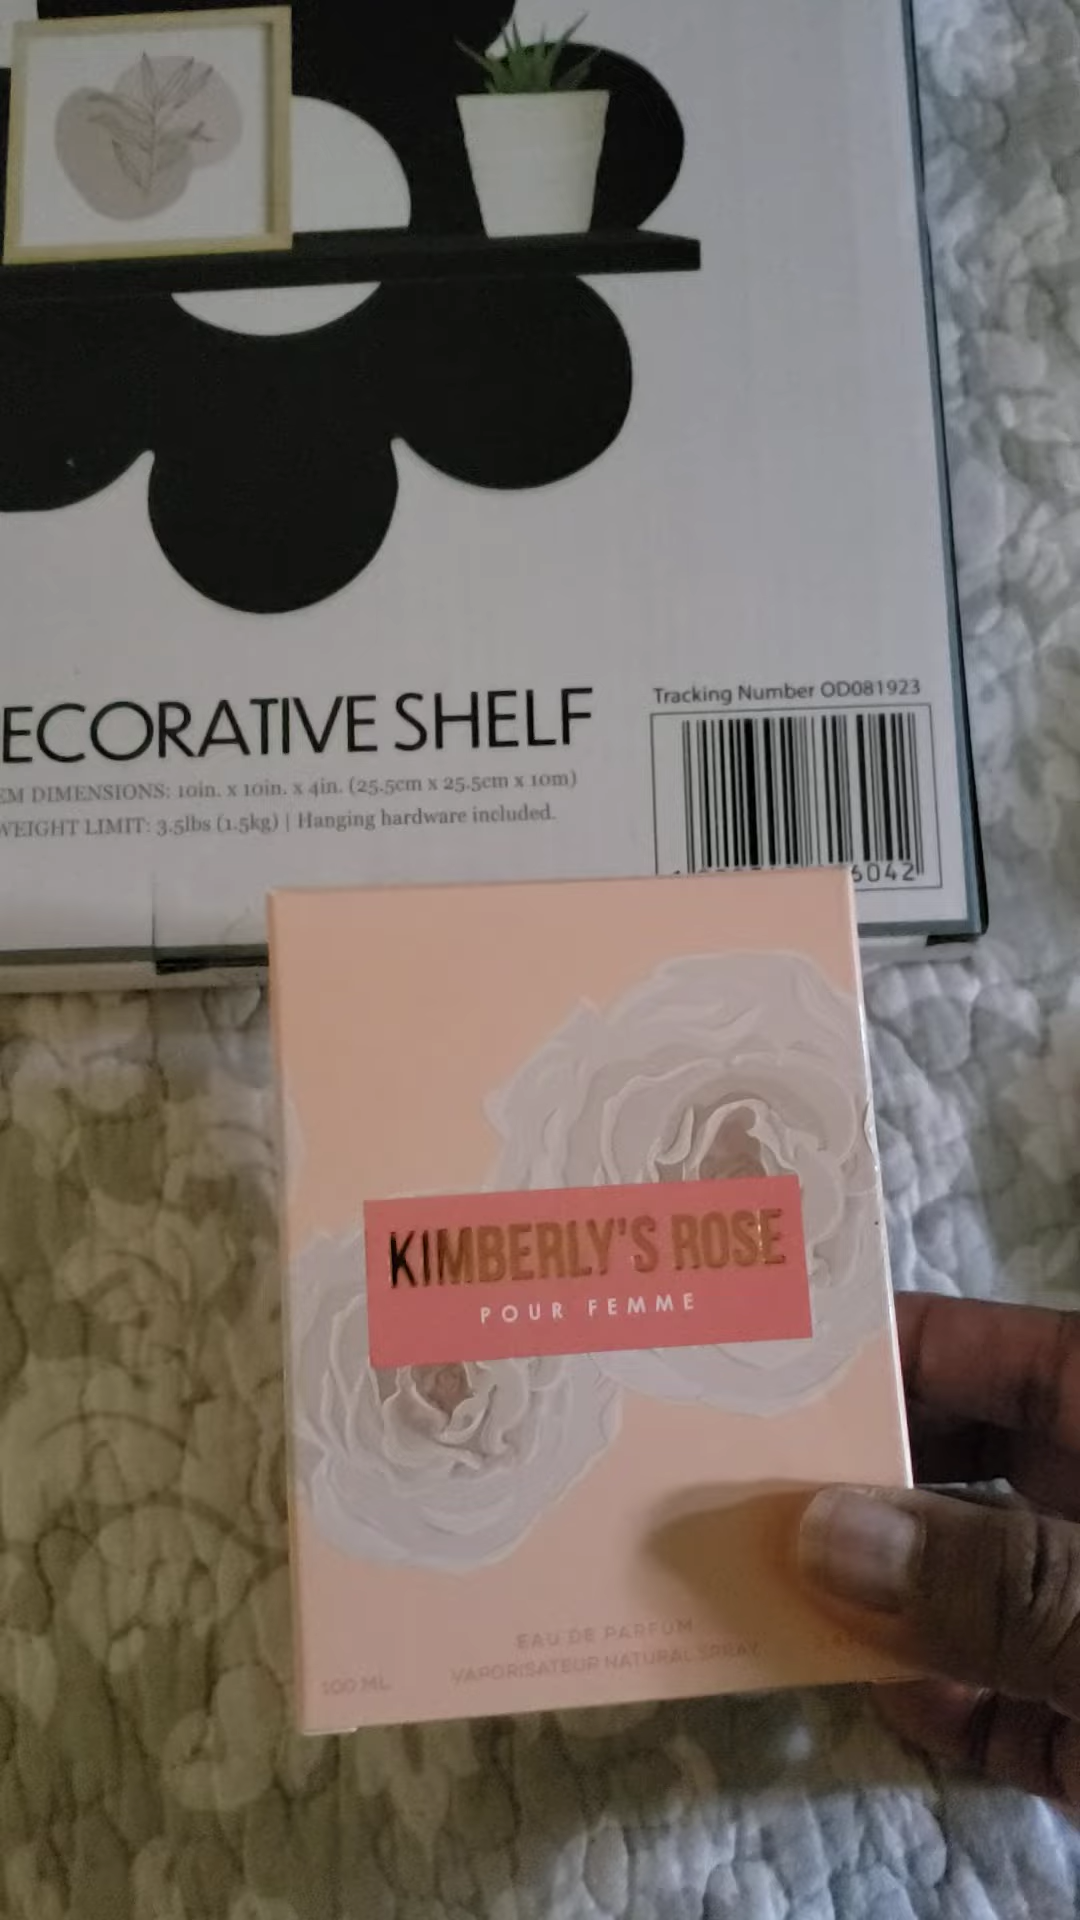 ECORATIVE SHELF
EM DIMENSIONS: 10in. x 10in. x 4in. (25.5cm x 25.5cm x 10m)
WEIGHT LIMIT: 3.5lbs (1.5kg) | Hanging hardware included.
Tracking Number OD081923
6042
KIMBERLY'S ROSE
POUR FEMME
EAU DE PARFUM
VAPORISATEUR NATURAL SPRAY
100 ML